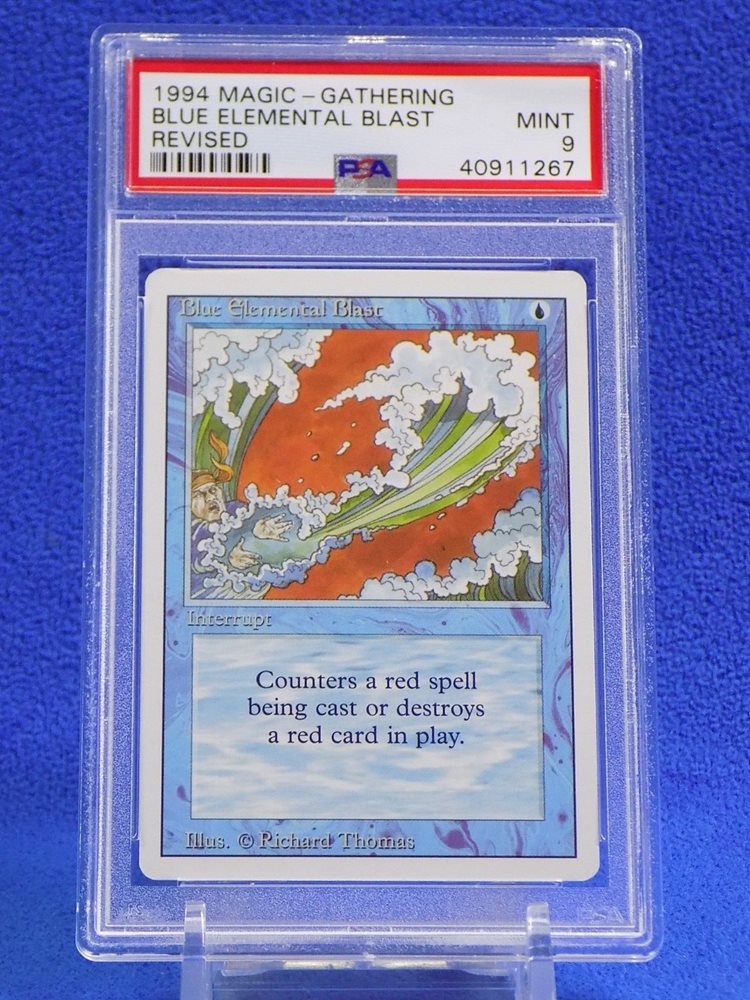 1994 MAGIC - GATHERING
BLUE ELEMENTAL BLAST MINT
REVISED 9
PSA 40911267
Blue Elemental Blast
Interrupt
Counters a red spell
being cast or destroys
a red card in play.
Illus. © Richard Thomas
PSA